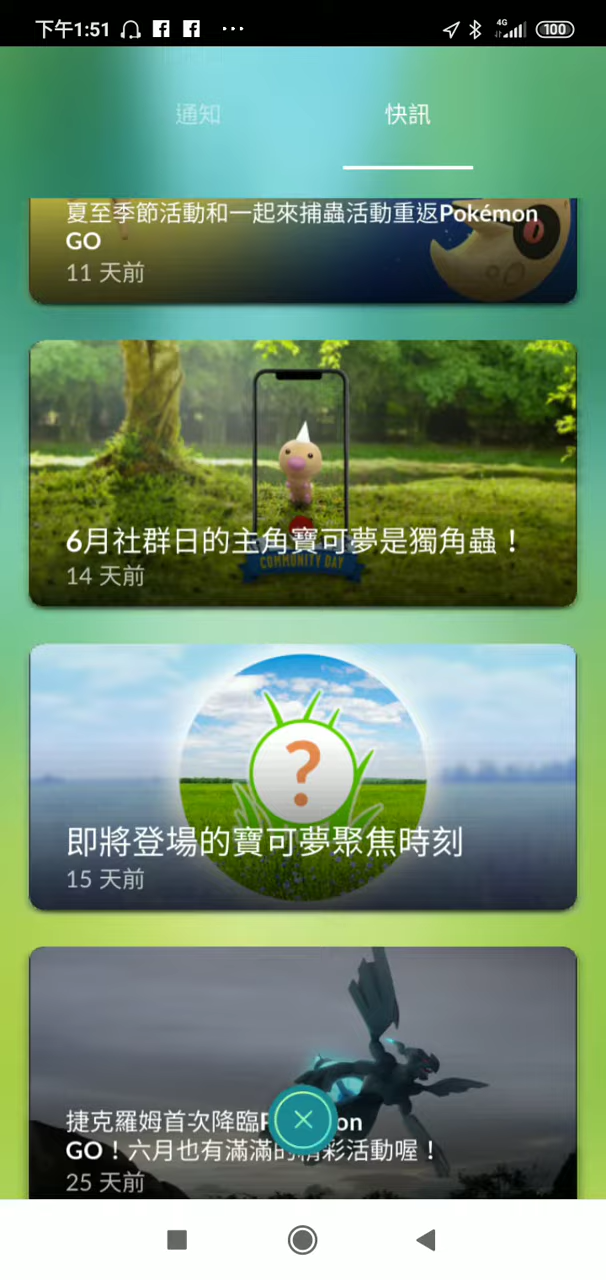 下午1:51
4G
100
通知
快訊
夏至季節活動和一起來捕蟲活動重返Pokémon
GO
11 天前
6月社群日的主角寶可夢是獨角蟲！
COMMUNITY DAY
14 天前
?
即將登場的寶可夢聚焦時刻
15 天前
捷克羅姆首次降臨P on
GO！六月也有滿滿的精彩活動喔！
25 天前